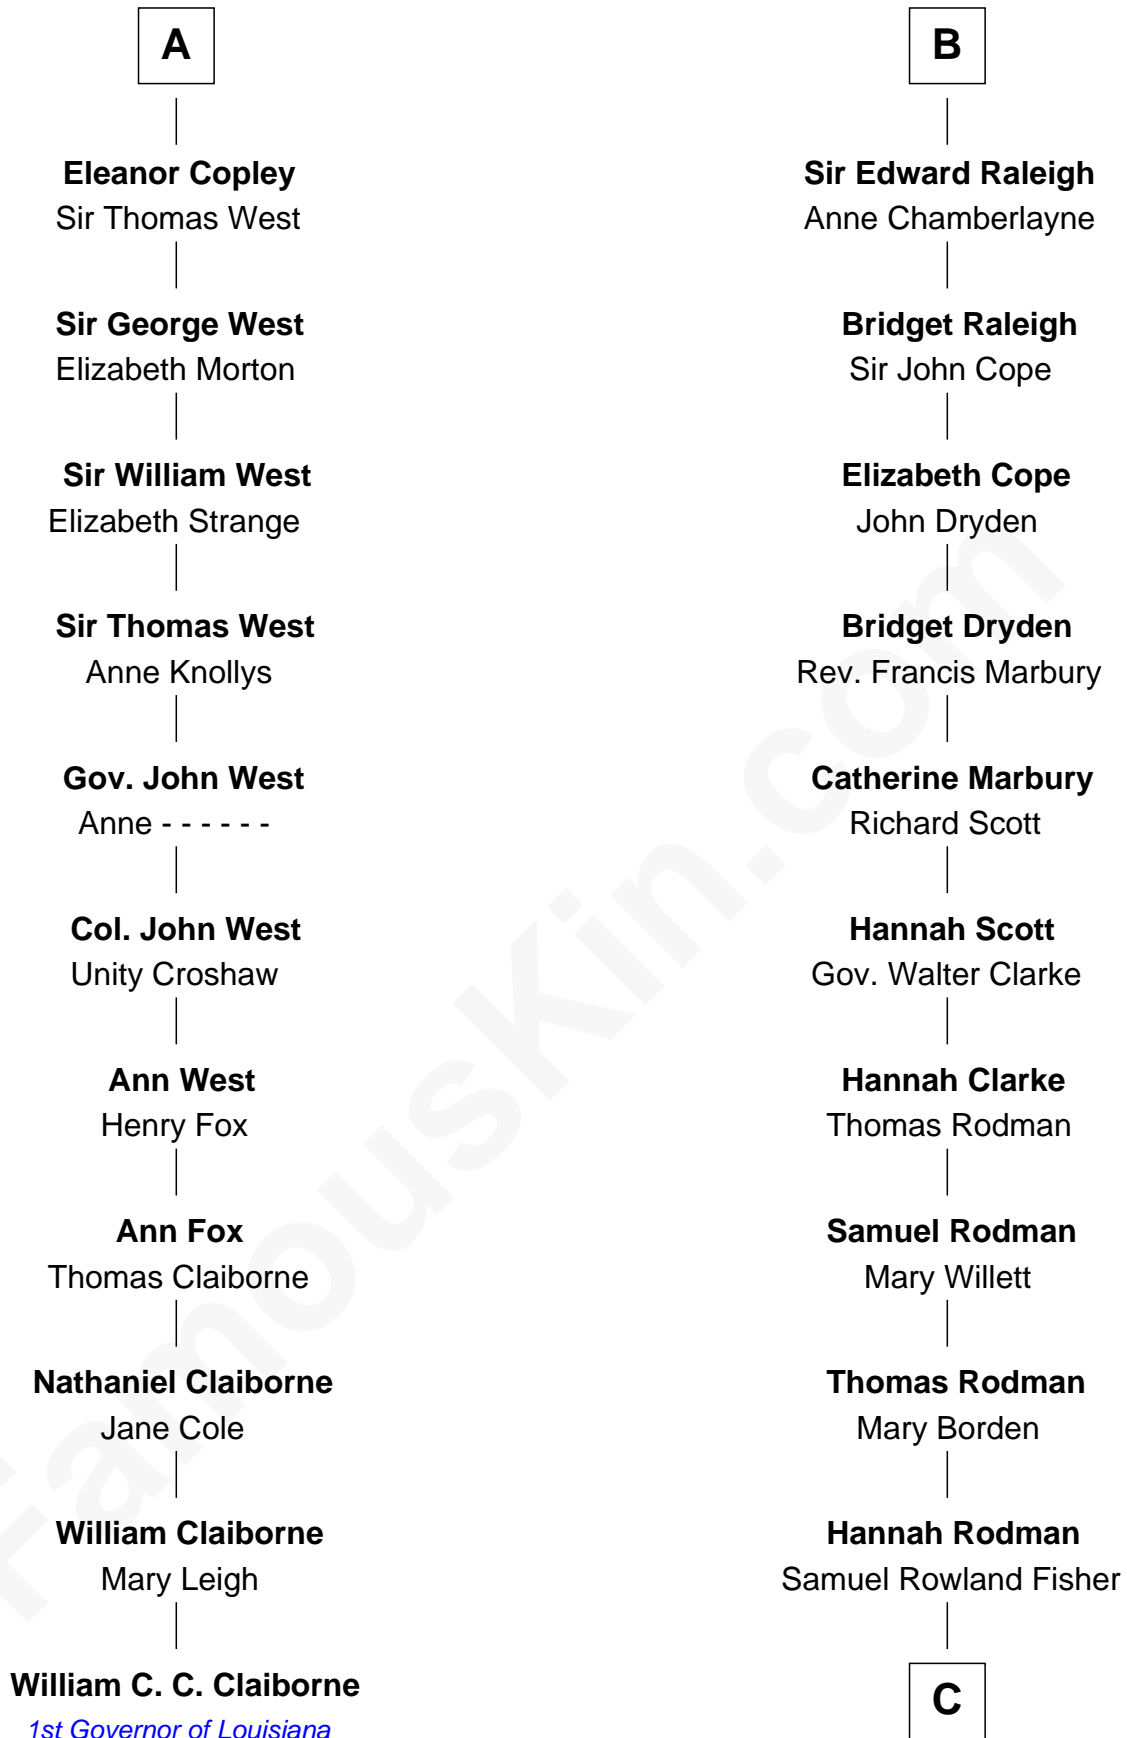 A
Eleanor Copley
Sir Thomas West
Sir George West
Elizabeth Morton
Sir William West
Elizabeth Strange
Sir Thomas West
Anne Knollys
Gov. John West
Anne - - - - - -
Col. John West
Unity Croshaw
Ann West
Henry Fox
Ann Fox
Thomas Claiborne
Nathaniel Claiborne
Jane Cole
William Claiborne
Mary Leigh
William C. C. Claiborne
1st Governor of Louisiana
B
Sir Edward Raleigh
Anne Chamberlayne
Bridget Raleigh
Sir John Cope
Elizabeth Cope
John Dryden
Bridget Dryden
Rev. Francis Marbury
Catherine Marbury
Richard Scott
Hannah Scott
Gov. Walter Clarke
Hannah Clarke
Thomas Rodman
Samuel Rodman
Mary Willett
Thomas Rodman
Mary Borden
Hannah Rodman
Samuel Rowland Fisher
C
FamousKin.com